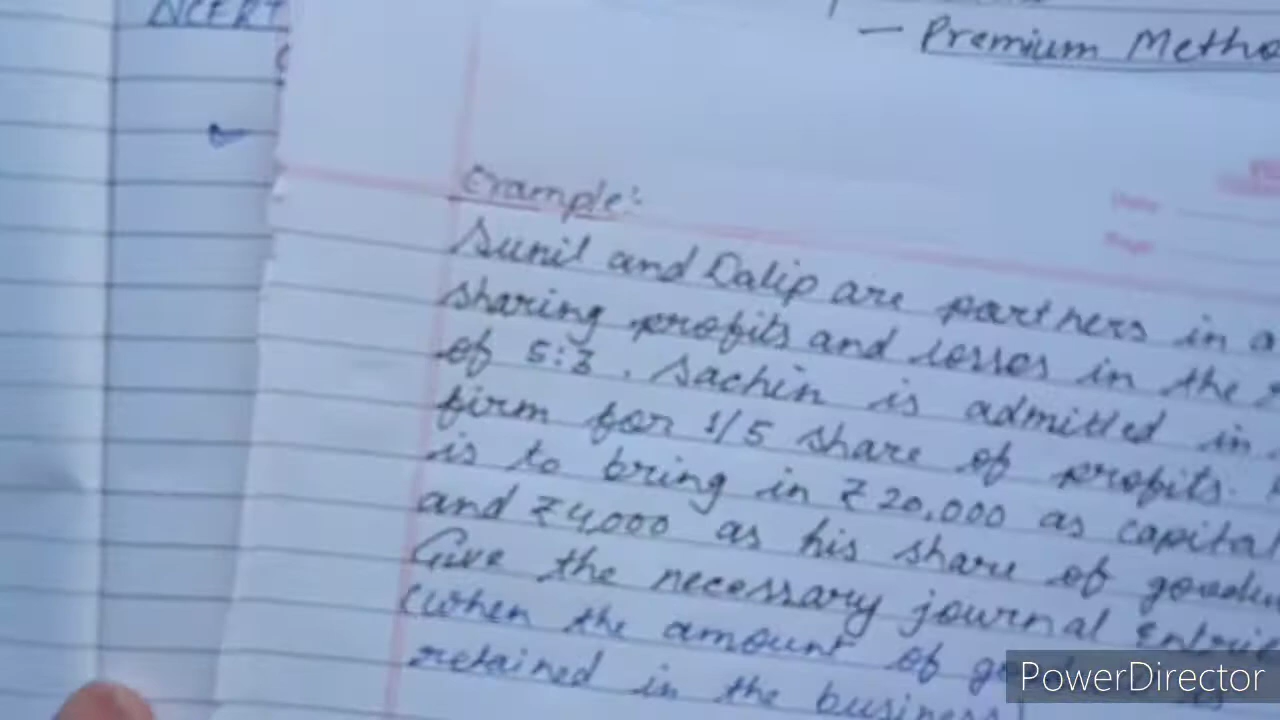 NCERT
— Premium Metho
Example:
Sunil and Dalip are partners in a
sharing profits and losses in the
of 5:3. Sachin is admitted in
firm for 1/5 share of profits.
is to bring in ₹20,000 as capital
and ₹4,000 as his share of goodw
Give the necessary journal Entrie
(when the amount of go
retained in the business)
PowerDirector